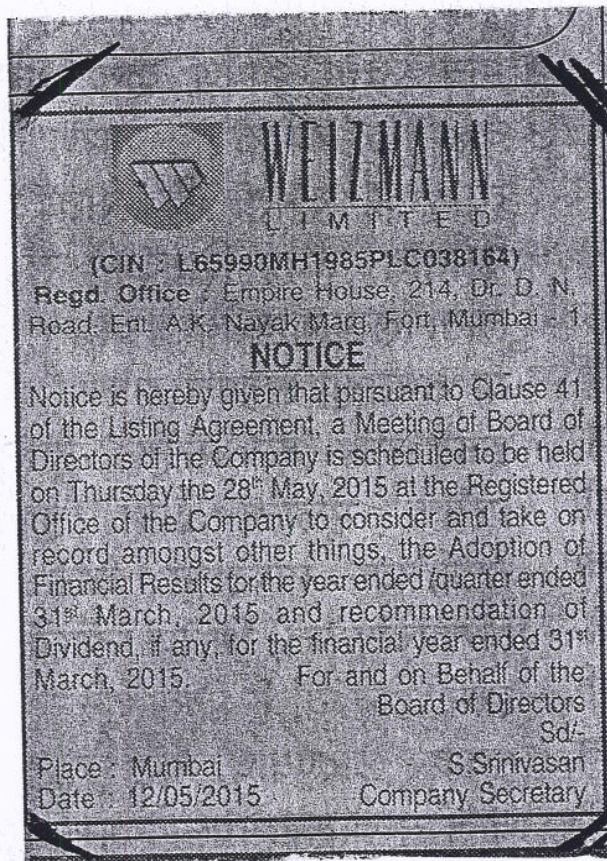 WEIZMANN
LIMITED
(CIN : L65990MH1985PLC038164)
Regd. Office : Empire House, 214, Dr. D. N.
Road, Ent. A.K. Nayak Marg, Fort, Mumbai - 1
NOTICE
Notice is hereby given that pursuant to Clause 41
of the Listing Agreement, a Meeting of Board of
Directors of the Company is scheduled to be held
on Thursday the 28th May, 2015 at the Registered
Office of the Company to consider and take on
record amongst other things, the Adoption of
Financial Results for the year ended /quarter ended
31st March, 2015 and recommendation of
Dividend, if any, for the financial year ended 31st
March, 2015. For and on Behalf of the
Board of Directors
Sd/-
Place : Mumbai S.Srinivasan
Date : 12/05/2015 Company Secretary